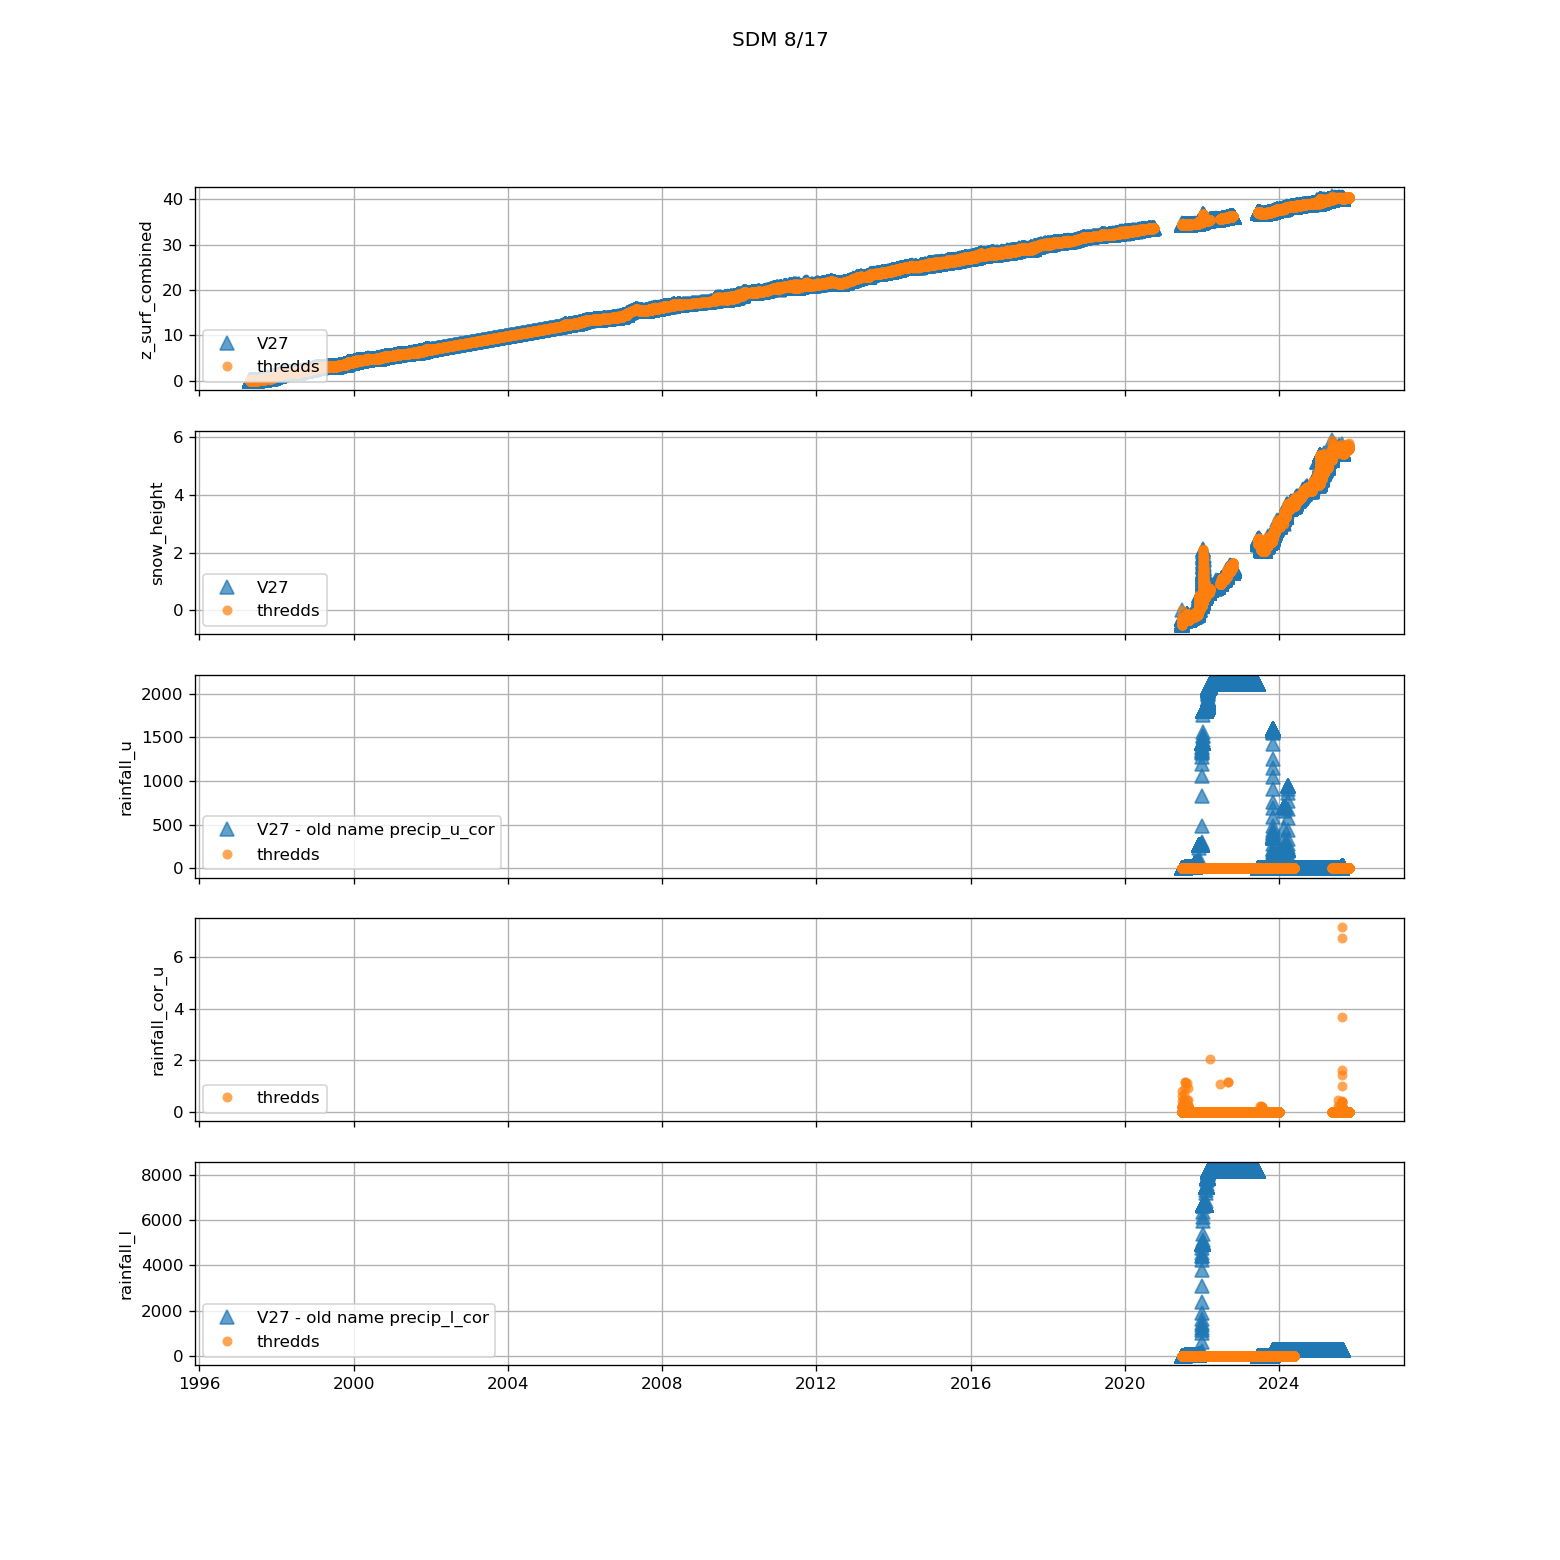 SDM 8/17
z_surf_combined
40
30
20
10
0
V27
thredds
snow_height
6
4
2
0
V27
thredds
rainfall_u
2000
1500
1000
500
0
V27 - old name precip_u_cor
thredds
rainfall_cor_u
6
4
2
0
thredds
rainfall_l
8000
6000
4000
2000
0
V27 - old name precip_l_cor
thredds
1996 2000 2004 2008 2012 2016 2020 2024